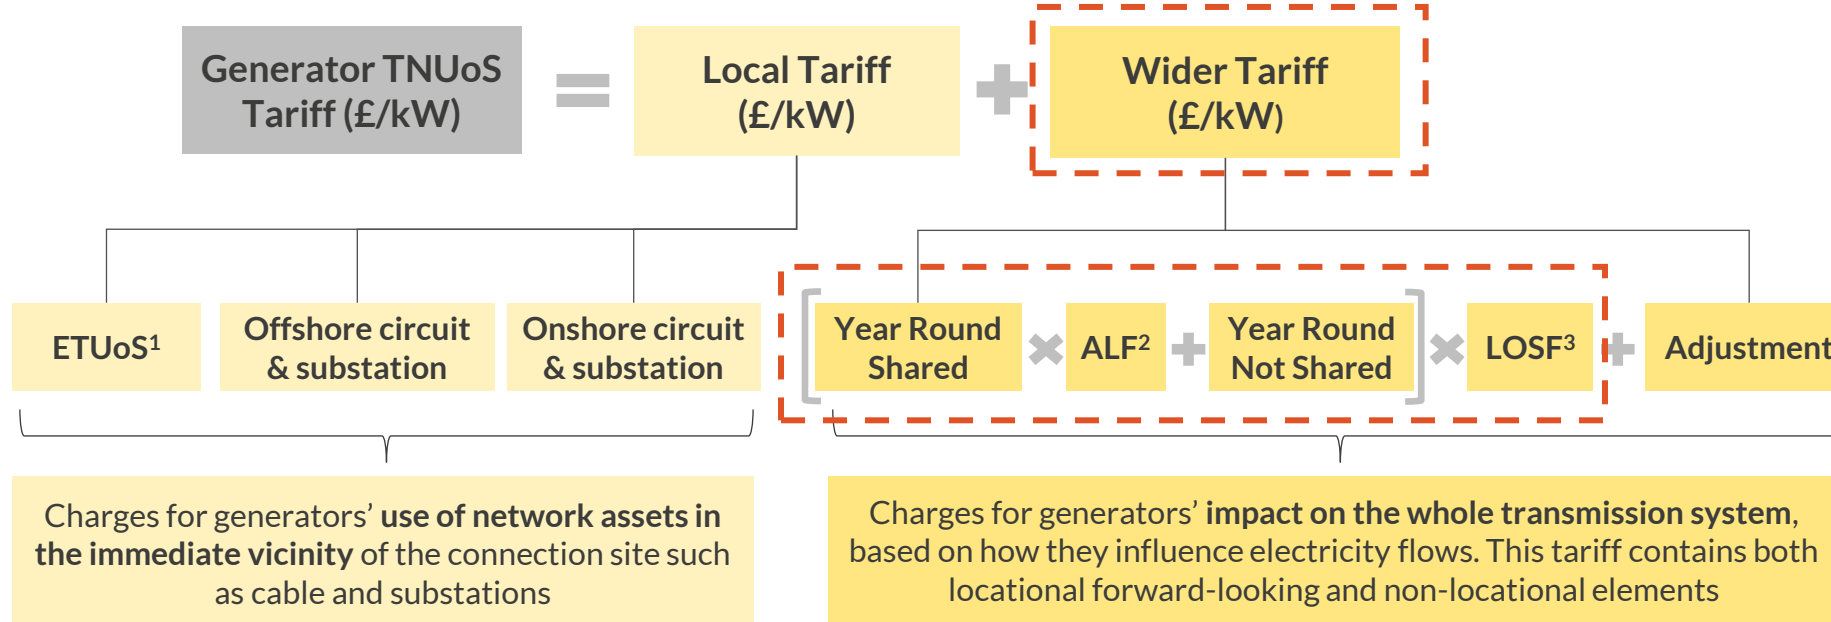 Generator TNUoS
Tariff (£/kW)
=
Local Tariff
(£/kW)
+
Wider Tariff
(£/kW)
ETUoS¹
Offshore circuit
& substation
Onshore circuit
& substation
[
Year Round
Shared
×
ALF²
+
Year Round
Not Shared
]
×
LOSF³
+
Adjustment
Charges for generators’ use of network assets in
the immediate vicinity of the connection site such
as cable and substations
Charges for generators’ impact on the whole transmission system,
based on how they influence electricity flows. This tariff contains both
locational forward-looking and non-locational elements